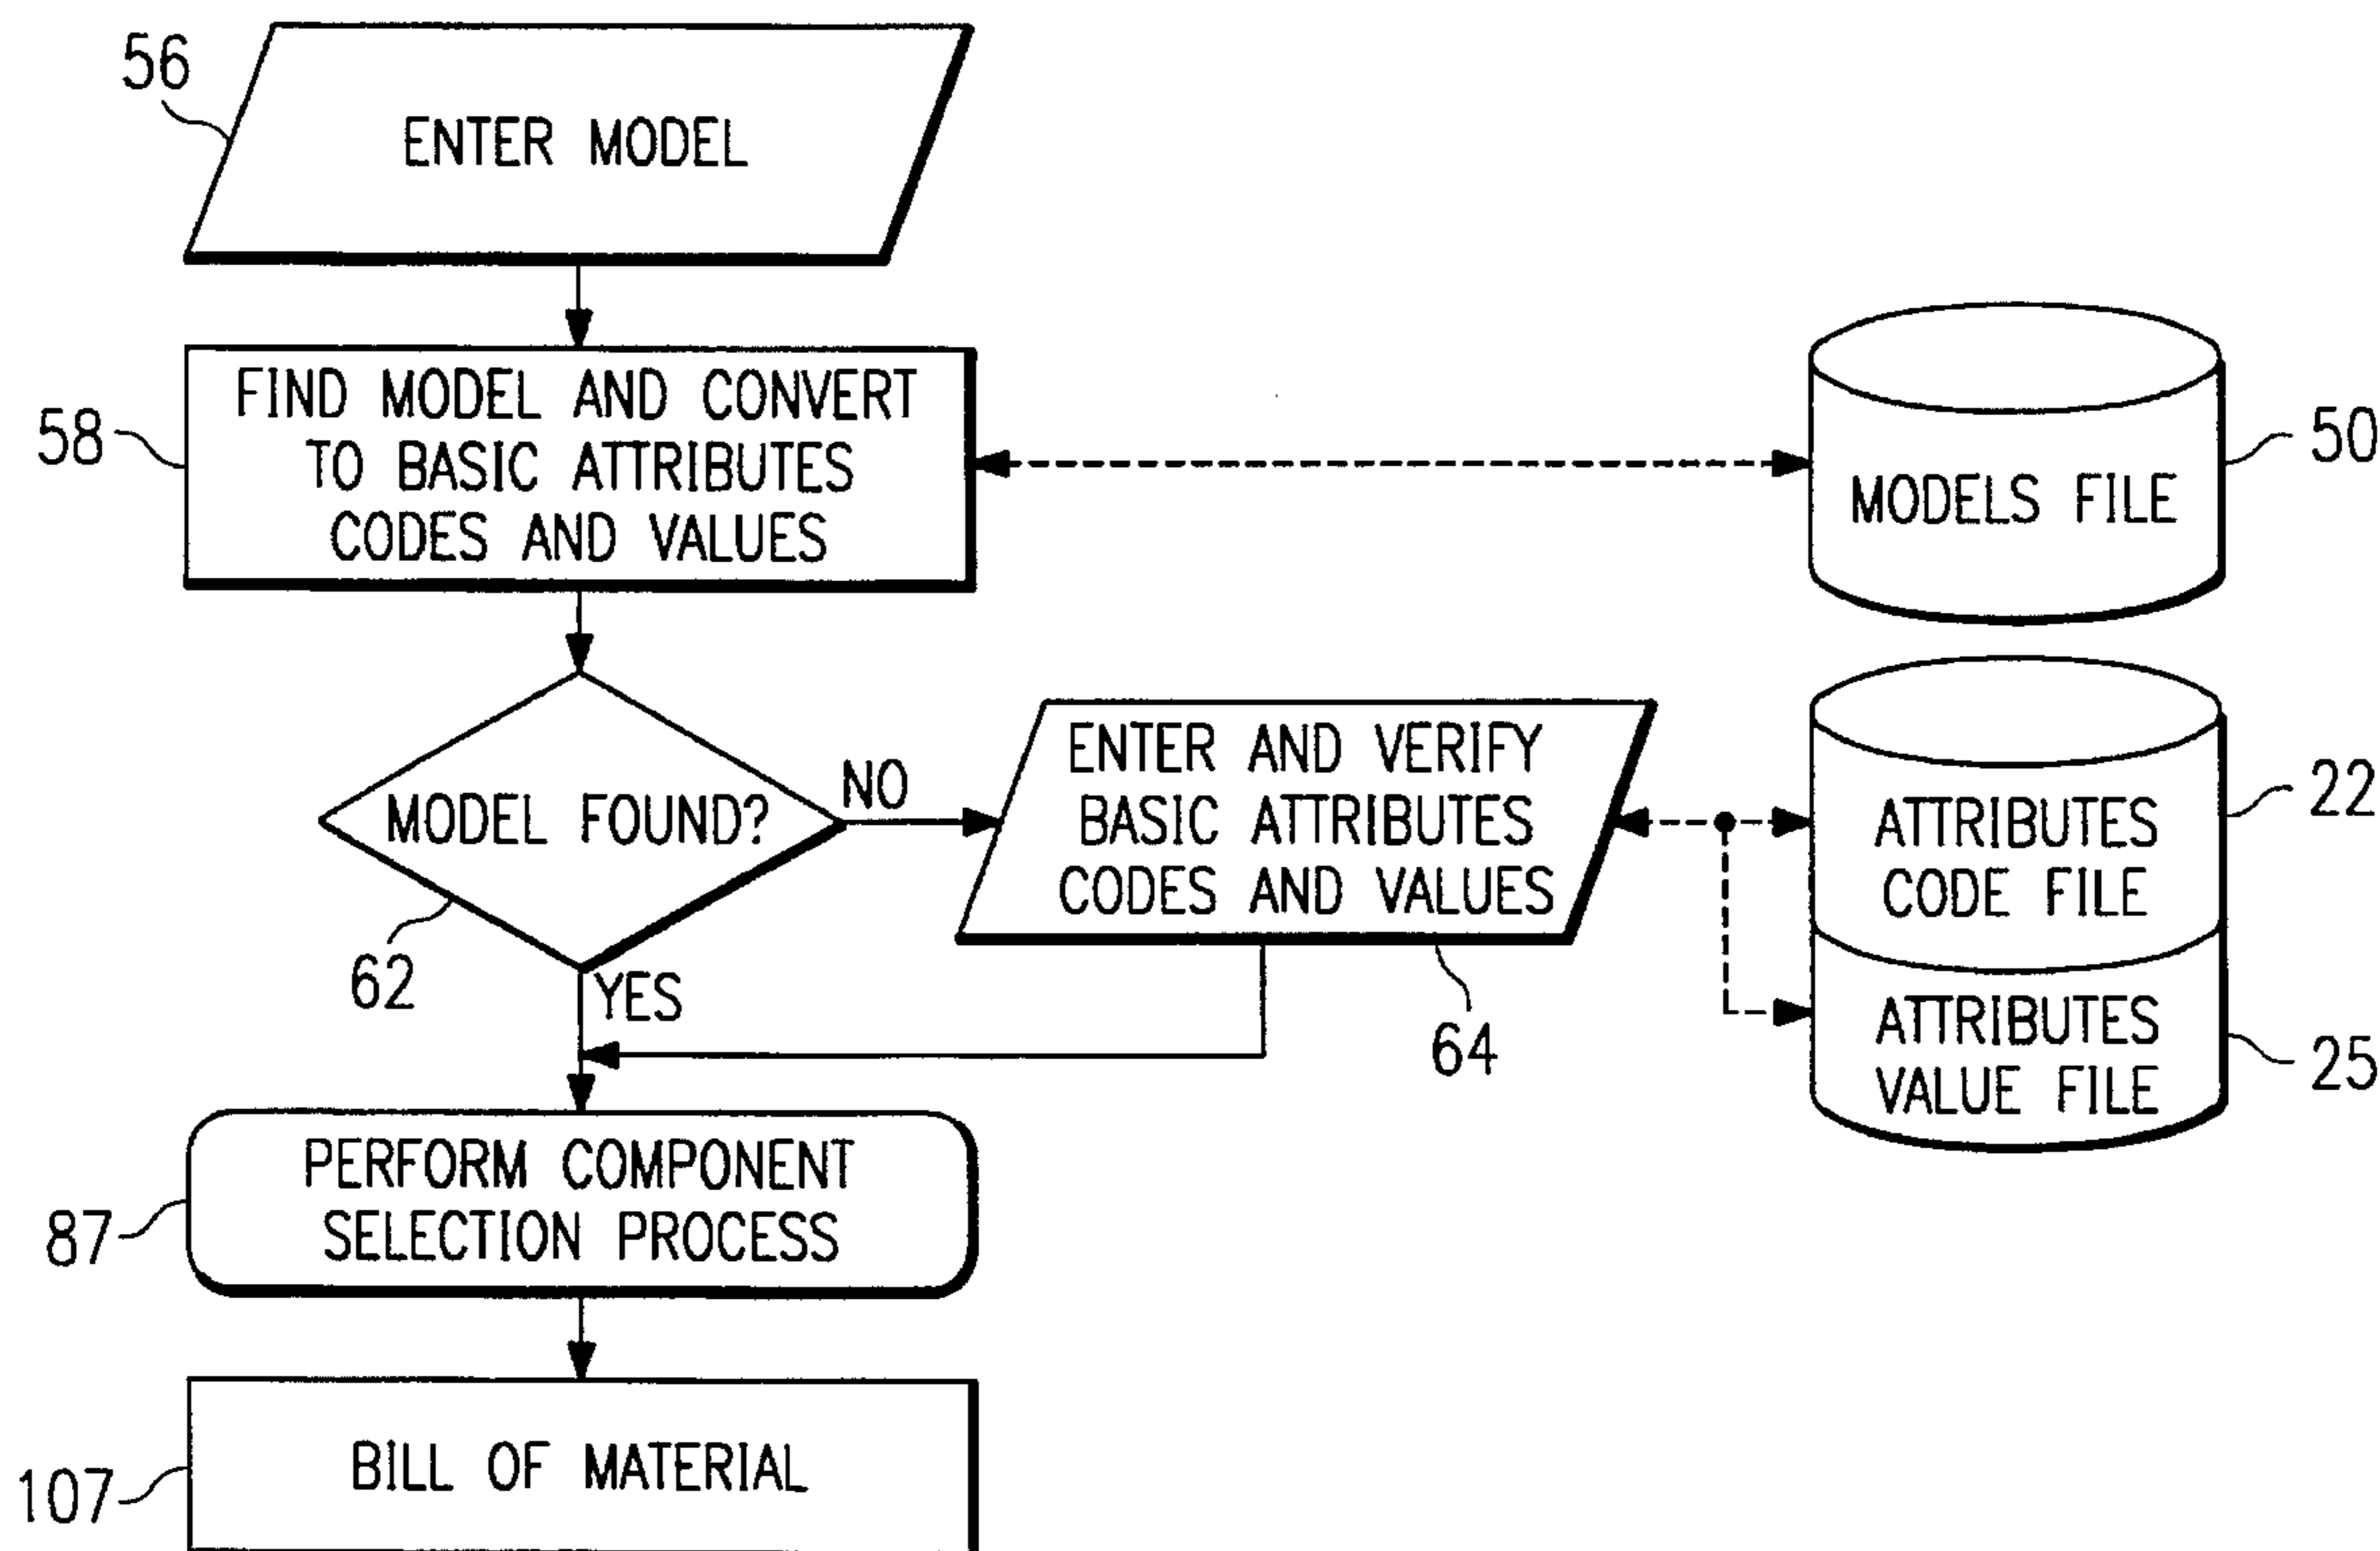 56
ENTER MODEL
58
FIND MODEL AND CONVERT
TO BASIC ATTRIBUTES
CODES AND VALUES
MODELS FILE
50
MODEL FOUND?
62
NO
YES
ENTER AND VERIFY
BASIC ATTRIBUTES
CODES AND VALUES
64
ATTRIBUTES
CODE FILE
22
ATTRIBUTES
VALUE FILE
25
87
PERFORM COMPONENT
SELECTION PROCESS
107
BILL OF MATERIAL